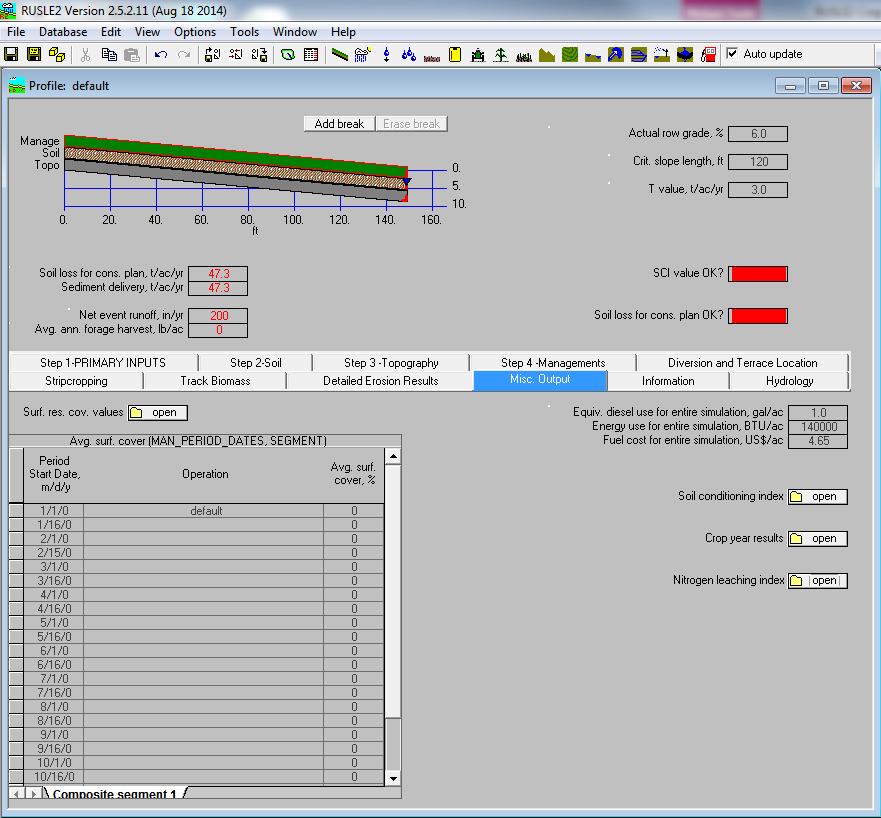 RUSLE2 Version 2.5.2.11 (Aug 18 2014)
File Database Edit View Options Tools Window Help
Auto update
Profile: default
Add break Erase break
Manage
Soil
Topo
0.
5.
10.
0. 20. 40. 60. 80. 100. 120. 140. 160.
ft
Actual row grade, % 6.0
Crit. slope length, ft 120
T value, t/ac/yr 3.0
Soil loss for cons. plan, t/ac/yr 47.3
Sediment delivery, t/ac/yr 47.3
SCI value OK?
Net event runoff, in/yr 200
Avg. ann. forage harvest, lb/ac 0
Soil loss for cons. plan OK?
Step 1-PRIMARY INPUTS Step 2-Soil Step 3 -Topography Step 4 -Managements Diversion and Terrace Location
Stripcropping Track Biomass Detailed Erosion Results Misc. Output Information Hydrology
Surf. res. cov. values open
Equiv. diesel use for entire simulation, gal/ac 1.0
Energy use for entire simulation, BTU/ac 140000
Fuel cost for entire simulation, US$/ac 4.65
Soil conditioning index open
Crop year results open
Nitrogen leaching index open
Avg. surf. cover (MAN_PERIOD_DATES, SEGMENT)
Period
Start Date,
m/d/y
Operation
Avg. surf.
cover, %
1/1/0 default 0
1/16/0 0
2/1/0 0
2/15/0 0
3/1/0 0
3/16/0 0
4/1/0 0
4/16/0 0
5/1/0 0
5/16/0 0
6/1/0 0
6/16/0 0
7/1/0 0
7/16/0 0
8/1/0 0
8/16/0 0
9/1/0 0
9/16/0 0
10/1/0 0
10/16/0 0
Composite segment 1